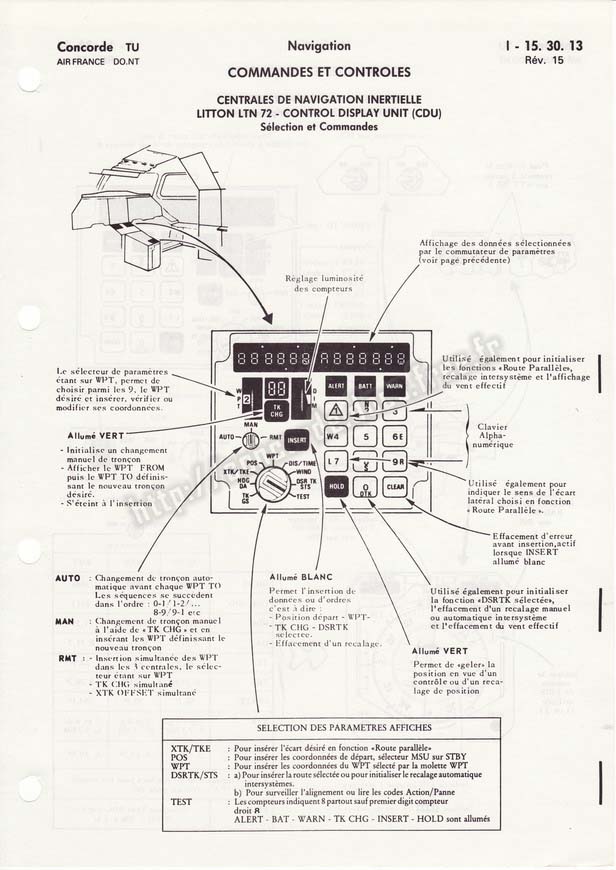 Concorde TU
AIR FRANCE DO.NT
Navigation
I - 15. 30. 13
Rév. 15
COMMANDES ET CONTROLES
CENTRALES DE NAVIGATION INERTIELLE
LITTON LTN 72 - CONTROL DISPLAY UNIT (CDU)
Sélection et Commandes
Affichage des données sélectionnées
par le commutateur de paramètres
(voir page précédente)
Réglage luminosité
des compteurs
Le sélecteur de paramètres
étant sur WPT, permet de
choisir parmi les 9, le WPT
désiré et insérer, vérifier ou
modifier ses coordonnées.
Utilisé également pour initialiser
les fonctions «Route Parallèle»,
recalage intersystème et l'affichage
du vent effectif
WPT
2
88
DIM
TK
CHG
ALERT
BATT
WARN
3
W4
5
6E
L7
9R
HOLD
0
DTK
CLEAR
MAN
AUTO
RMT
INSERT
WPT
POS
DIS/TIME
XTK/TKE
WIND
HDG
DA
DSR TK
STS
TK
GS
TEST
Clavier
Alpha-
numérique
Allumé VERT
- Initialise un changement
manuel de tronçon
- Afficher le WPT FROM
puis le WPT TO définis-
sant le nouveau tronçon
désiré.
- S'éteint à l'insertion
Utilisé également pour
indiquer le sens de l'écart
latéral choisi en fonction
« Route Parallèle ».
Effacement d'erreur
avant insertion,actif
lorsque INSERT
allumé blanc
AUTO : Changement de tronçon auto-
matique avant chaque WPT TO
Les séquences se succedent
dans l'ordre : 0-1/1-2/...
8-9/9-1 etc
MAN : Changement de tronçon manuel
à l'aide de «TK CHG » et en
insérant les WPT définissant le
nouveau tronçon
RMT : - Insertion simultanée des WPT
dans les 3 centrales, le sélec-
teur étant sur WPT
- TK CHG simultané
- XTK OFFSET simultané
Allumé BLANC
Permet l'insertion de
données ou d'ordres
c'est à dire :
- Position départ - WPT-
- TK CHG - DSRTK
sélectée.
- Effacement d'un recalage.
Utilisé également pour initialiser
la fonction «DSRTK sélectée»,
l'effacement d'un recalage manuel
ou automatique intersystème
et l'effacement du vent effectif
Allumé VERT
Permet de «geler» la
position en vue d'un
contrôle ou d'un reca-
lage de position
SELECTION DES PARAMETRES AFFICHES
XTK/TKE : Pour insérer l'écart désiré en fonction «Route parallèle»
POS : Pour insérer les coordonnées de départ, sélecteur MSU sur STBY
WPT : Pour insérer les coordonnées du WPT sélecté par la molette WPT
DSRTK/STS : a) Pour insérer la route sélectée ou pour initialiser le recalage automatique
intersystèmes.
b) Pour surveiller l'alignement ou lire les codes Action/Panne
TEST : Les compteurs indiquent 8 partout sauf premier digit compteur
droit A
ALERT - BAT - WARN - TK CHG - INSERT - HOLD sont allumés